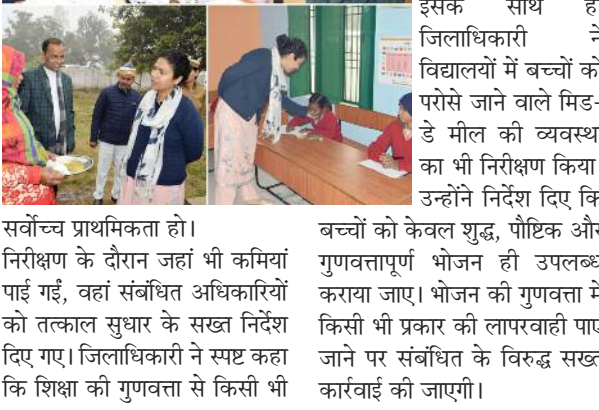 सर्वोच्च प्राथमिकता हो।
निरीक्षण के दौरान जहां भी कमियां
पाई गईं, वहां संबंधित अधिकारियों
को तत्काल सुधार के सख्त निर्देश
दिए गए। जिलाधिकारी ने स्पष्ट कहा
कि शिक्षा की गुणवत्ता से किसी भी
इसके साथ ही
जिलाधिकारी ने
विद्यालयों में बच्चों को
परोसे जाने वाले मिड-
डे मील की व्यवस्था
का भी निरीक्षण किया
उन्होंने निर्देश दिए कि
बच्चों को केवल शुद्ध, पौष्टिक और
गुणवत्तापूर्ण भोजन ही उपलब्ध
कराया जाए। भोजन की गुणवत्ता में
किसी भी प्रकार की लापरवाही पाए
जाने पर संबंधित के विरुद्ध सख्त
कार्रवाई की जाएगी।